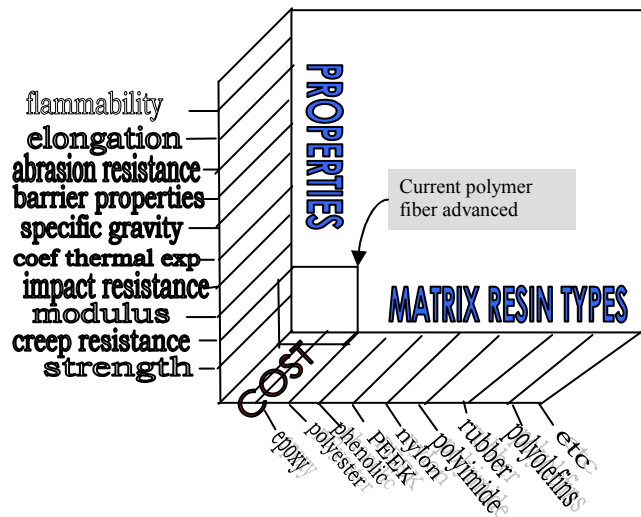 PROPERTIES
flammability
elongation
abrasion resistance
barrier properties
specific gravity
coef thermal exp
impact resistance
modulus
creep resistance
strength
Current polymer
fiber advanced
MATRIX RESIN TYPES
COST
epoxy
polyester
phenolic
PEEK
nylon
polyimide
rubber
polyolefins
etc